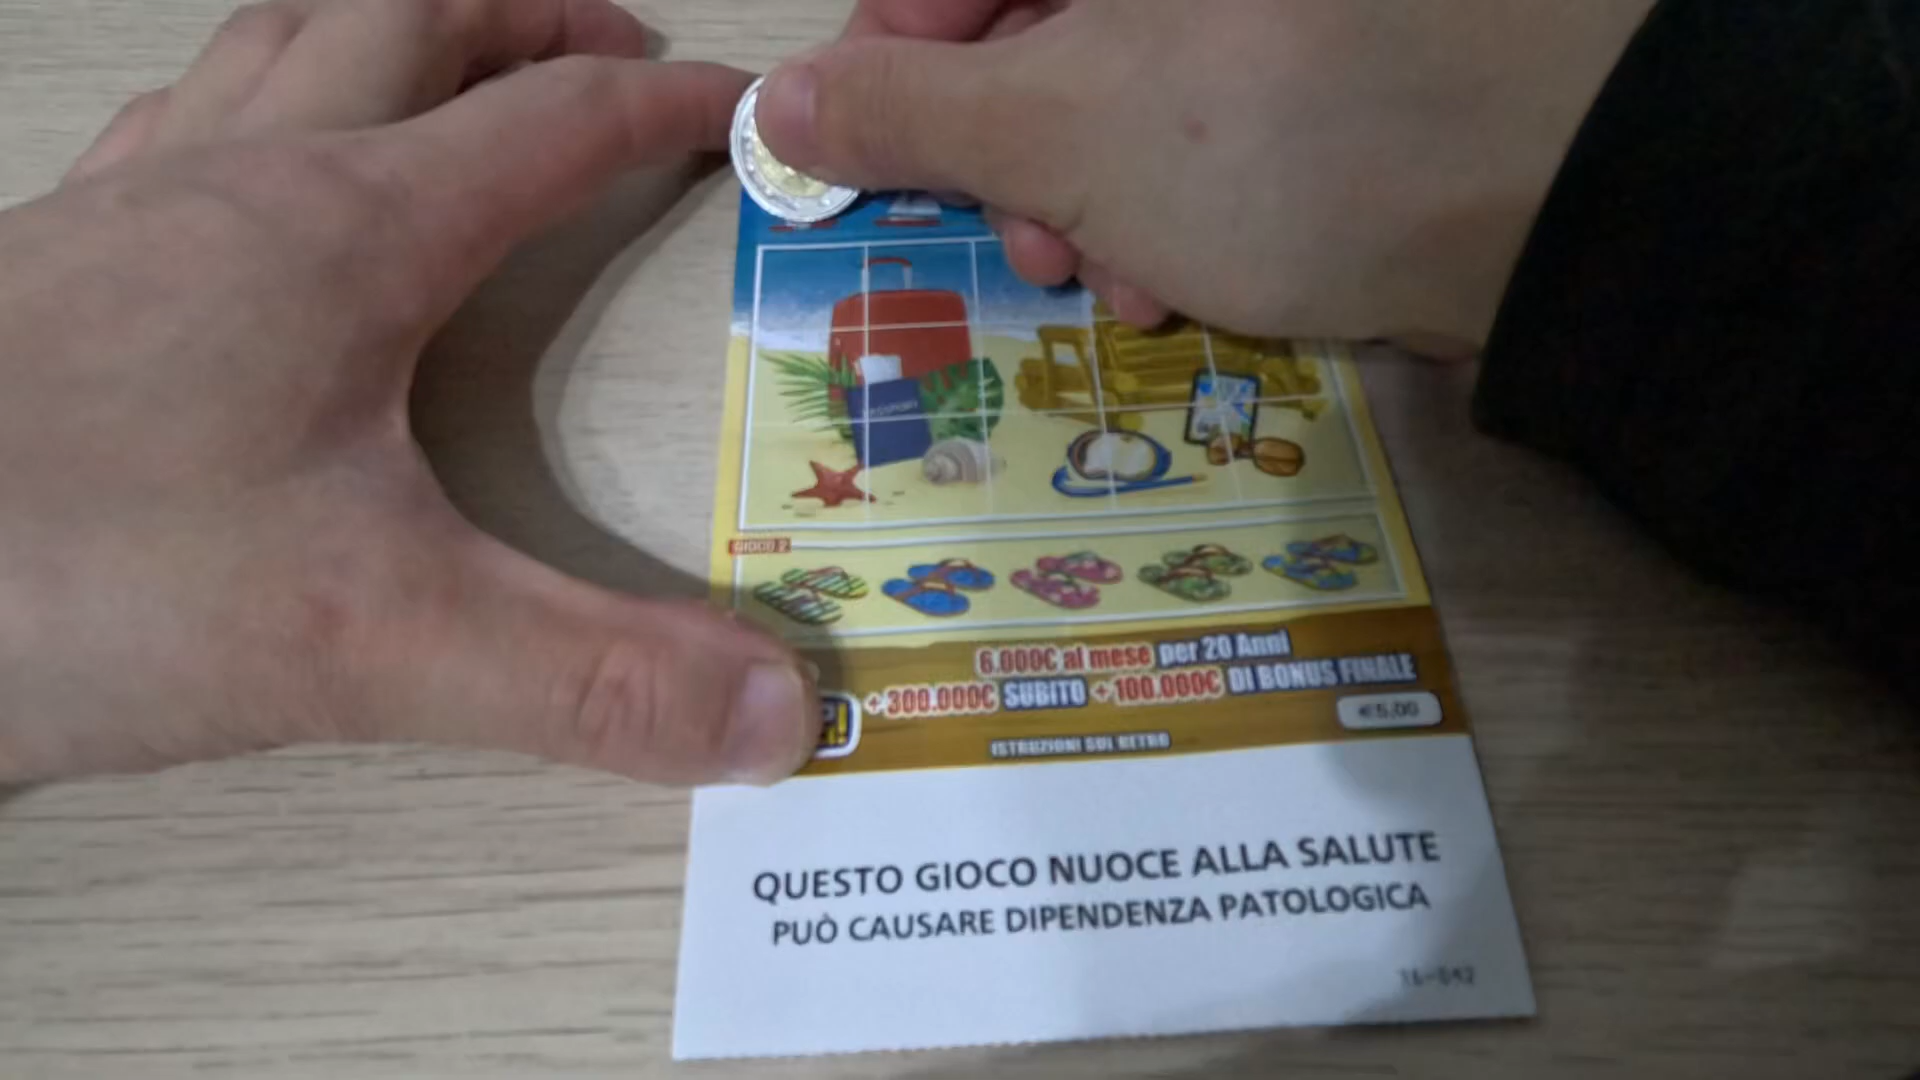 PASSPORT
GIOCO 2
6.000€ al mese per 20 Anni
+300.000€ SUBITO +100.000€ DI BONUS FINALE
€5,00
ISTRUZIONI SUL RETRO
QUESTO GIOCO NUOCE ALLA SALUTE
PUÒ CAUSARE DIPENDENZA PATOLOGICA